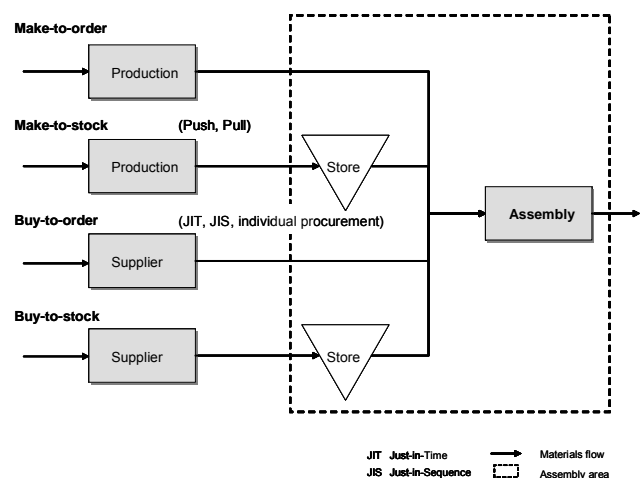 Make-to-order
Production
Make-to-stock (Push, Pull)
Production
Store
Assembly
Buy-to-order (JIT, JIS, individual procurement)
Supplier
Buy-to-stock
Supplier
Store
JIT Just-In-Time Materials flow
JIS Just-in-Sequence Assembly area